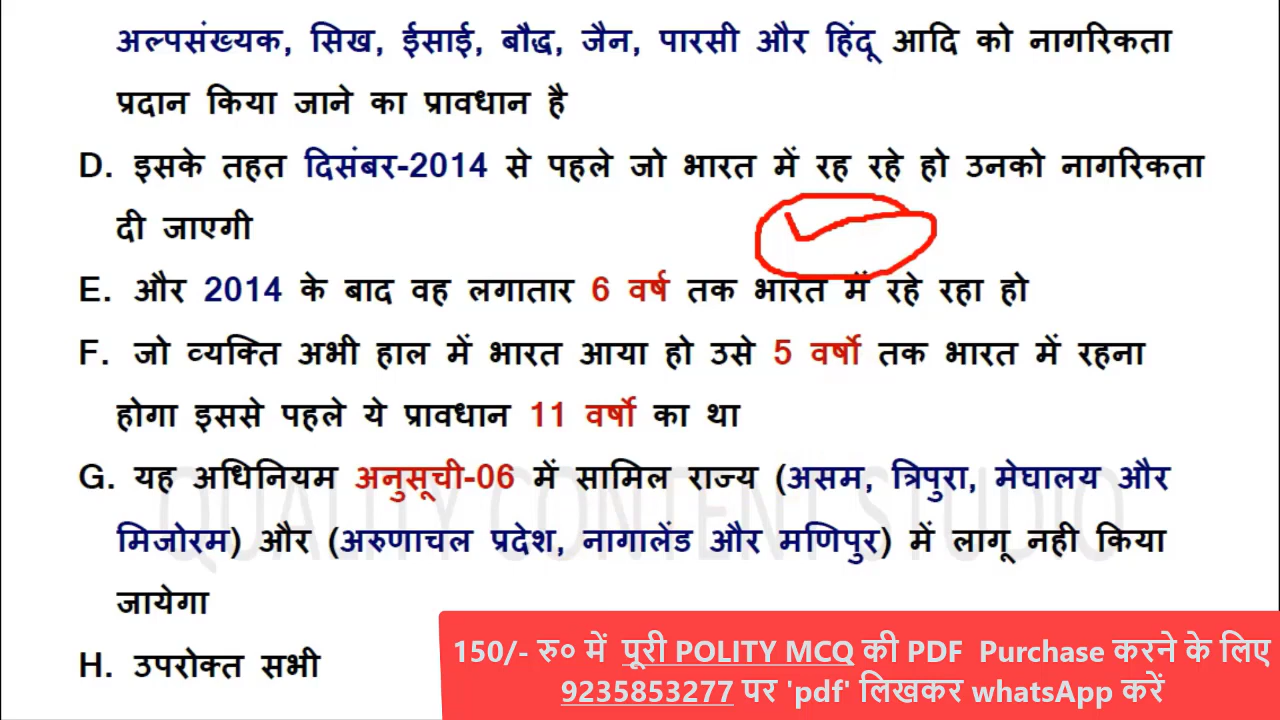 अल्पसंख्यक, सिख, ईसाई, बौद्ध, जैन, पारसी और हिंदू आदि को नागरिकता
प्रदान किया जाने का प्रावधान है
D. इसके तहत दिसंबर-2014 से पहले जो भारत में रह रहे हो उनको नागरिकता
दी जाएगी
E. और 2014 के बाद वह लगातार 6 वर्ष तक भारत में रहे रहा हो
F. जो व्यक्ति अभी हाल में भारत आया हो उसे 5 वर्षो तक भारत में रहना
होगा इससे पहले ये प्रावधान 11 वर्षो का था
G. यह अधिनियम अनुसूची-06 में सामिल राज्य (असम, त्रिपुरा, मेघालय और
मिजोरम) और (अरुणाचल प्रदेश, नागालेंड और मणिपुर) में लागू नही किया
जायेगा
H. उपरोक्त सभी
QUALITY CONTENT STUDIO
150/- रु० में पूरी POLITY MCQ की PDF Purchase करने के लिए
9235853277 पर 'pdf' लिखकर whatsApp करें